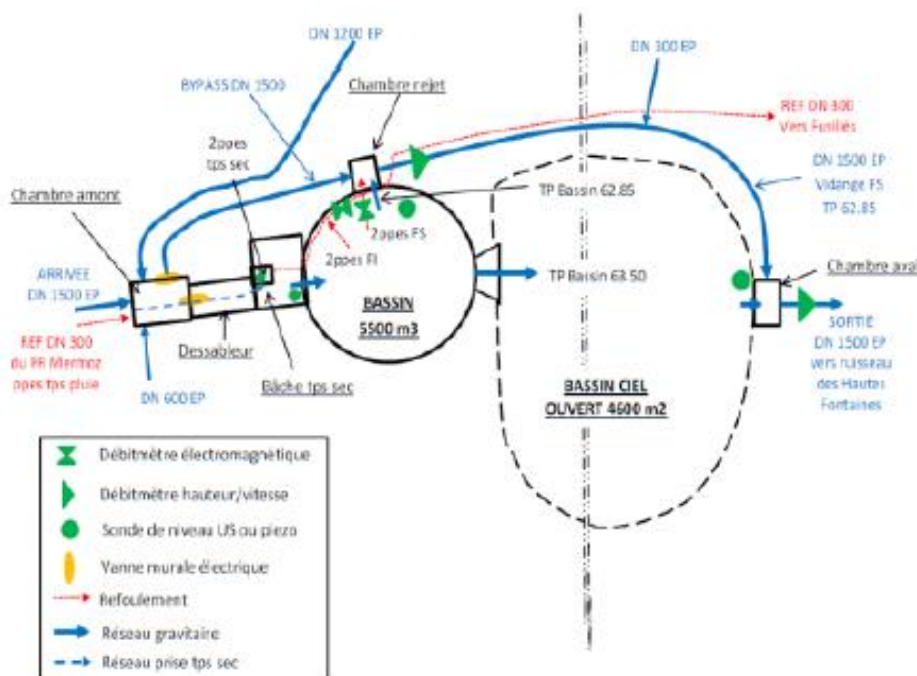 DN 1200 EP
DN 300 EP
BYPASS DN 1500
Chambre rejet
REF DN 300
Vers Fusillés
2ppes
tps sec
DN 1500 EP
Vidange FS
TP 62.85
Chambre amont
TP Bassin 62.85
2ppes FS
2ppes FI
Chambre aval
ARRIVEE
DN 1500 EP
BASSIN
5500 m3
TP Bassin 63.50
REF DN 300
du PR Mermoz
ppes tps pluie
Dessableur
SORTIE
DN 1500 EP
vers ruisseau
des Hautes
Fontaines
DN 600 EP
Bâche tps sec
BASSIN CIEL
OUVERT 4600 m2
Débitmètre électromagnétique
Débitmètre hauteur/vitesse
Sonde de niveau US ou piezo
Vanne murale électrique
Refoulement
Réseau gravitaire
Réseau prise tps sec